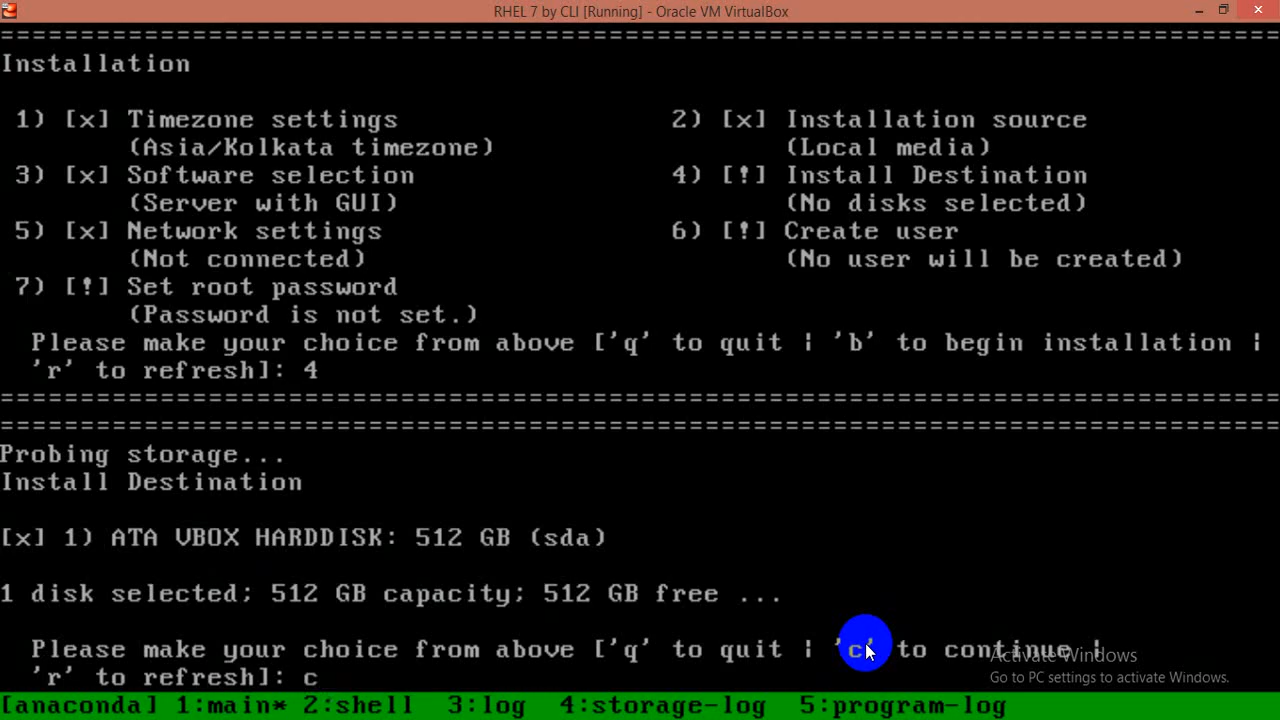 RHEL 7 by CLI [Running] - Oracle VM VirtualBox
================================================================================
Installation
1) [x] Timezone settings 2) [x] Installation source
(Asia/Kolkata timezone) (Local media)
3) [x] Software selection 4) [!] Install Destination
(Server with GUI) (No disks selected)
5) [x] Network settings 6) [!] Create user
(Not connected) (No user will be created)
7) [!] Set root password
(Password is not set.)
Please make your choice from above ['q' to quit | 'b' to begin installation |
'r' to refresh]: 4
================================================================================
================================================================================
Probing storage...
Install Destination
[x] 1) ATA VBOX HARDDISK: 512 GB (sda)
1 disk selected; 512 GB capacity; 512 GB free ...
Please make your choice from above ['q' to quit | 'c' to continue |
'r' to refresh]: c
Activate Windows
Go to PC settings to activate Windows.
[anaconda] 1:main* 2:shell 3:log 4:storage-log 5:program-log